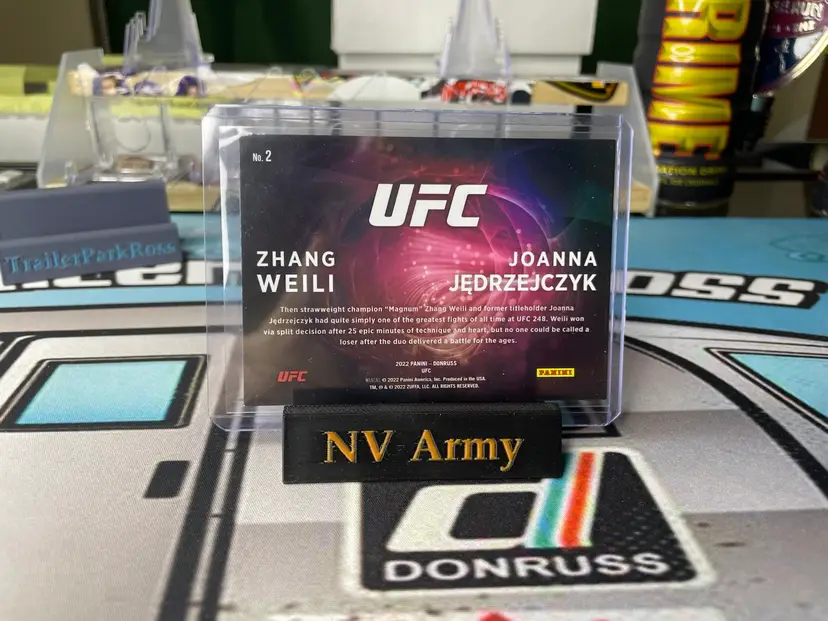 No. 2
UFC
ZHANG
WEILI
JOANNA
JĘDRZEJCZYK
Then strawweight champion "Magnum" Zhang Weili and former titleholder Joanna
Jędrzejczyk had quite simply one of the greatest fights of all time at UFC 248. Weili won
via split decision after 25 epic minutes of technique and heart, but no one could be called a
loser after the duo delivered a battle for the ages.
2022 PANINI - DONRUSS
UFC
UFC
© 2022 Panini America, Inc. Produced in the USA.
TM, ® & © 2022 ZUFFA, LLC. ALL RIGHTS RESERVED.
PANINI
NV Army
TrailerParkRoss
oss
DONRUSS
RIME